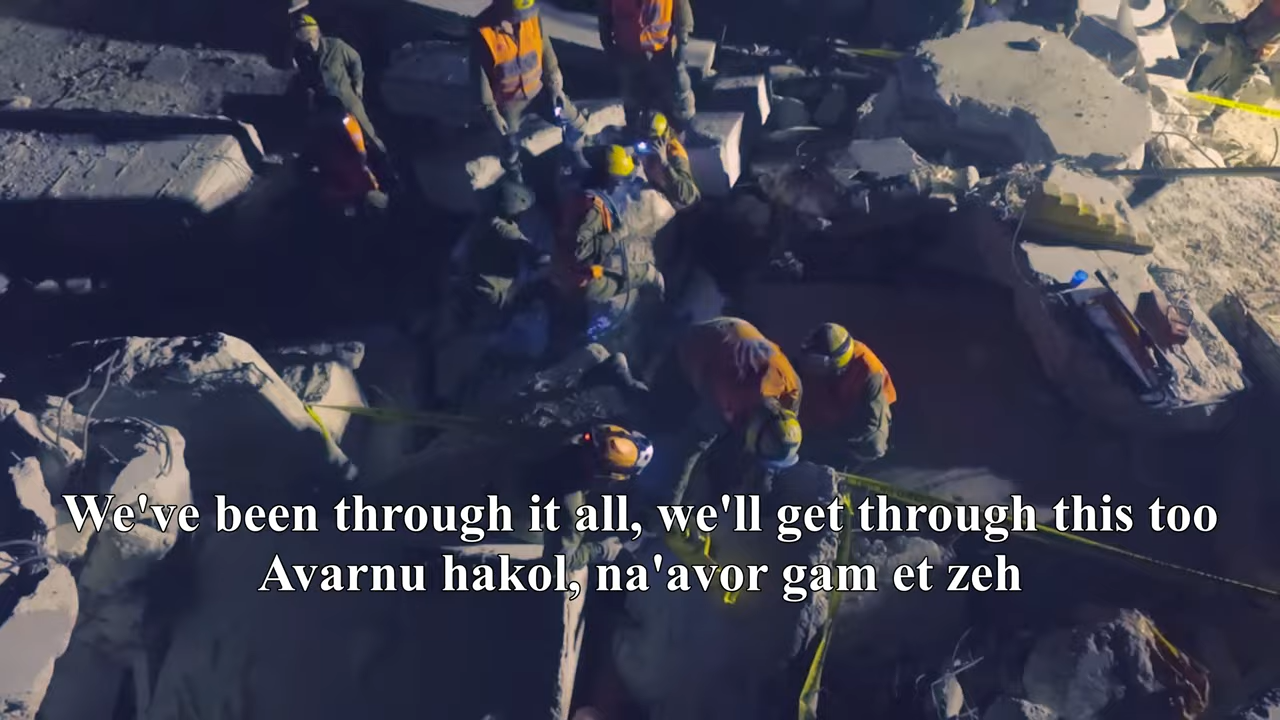 We've been through it all, we'll get through this too
Avarnu hakol, na'avor gam et zeh